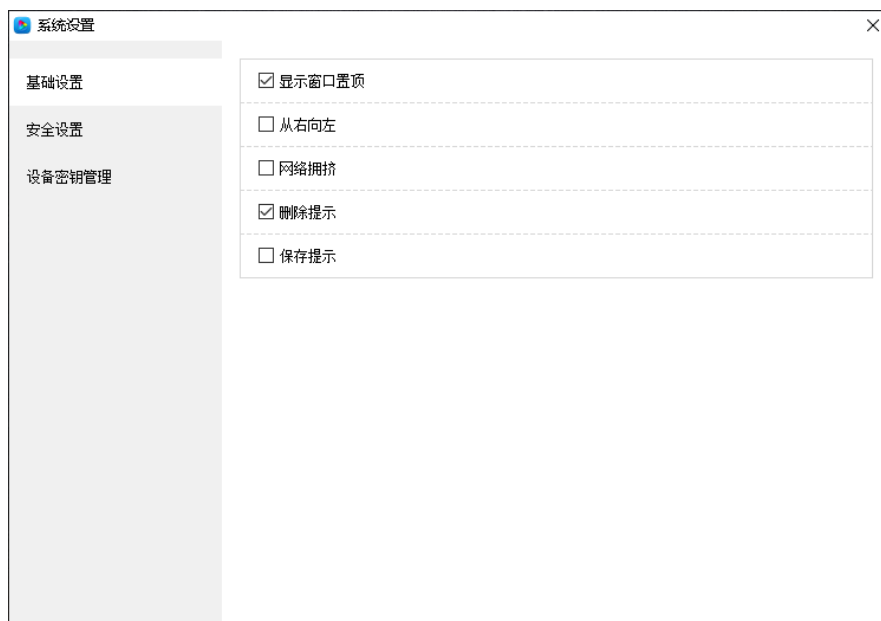 系统设置
基础设置
安全设置
设备密钥管理
显示窗口置顶
从右向左
网络拥挤
删除提示
保存提示